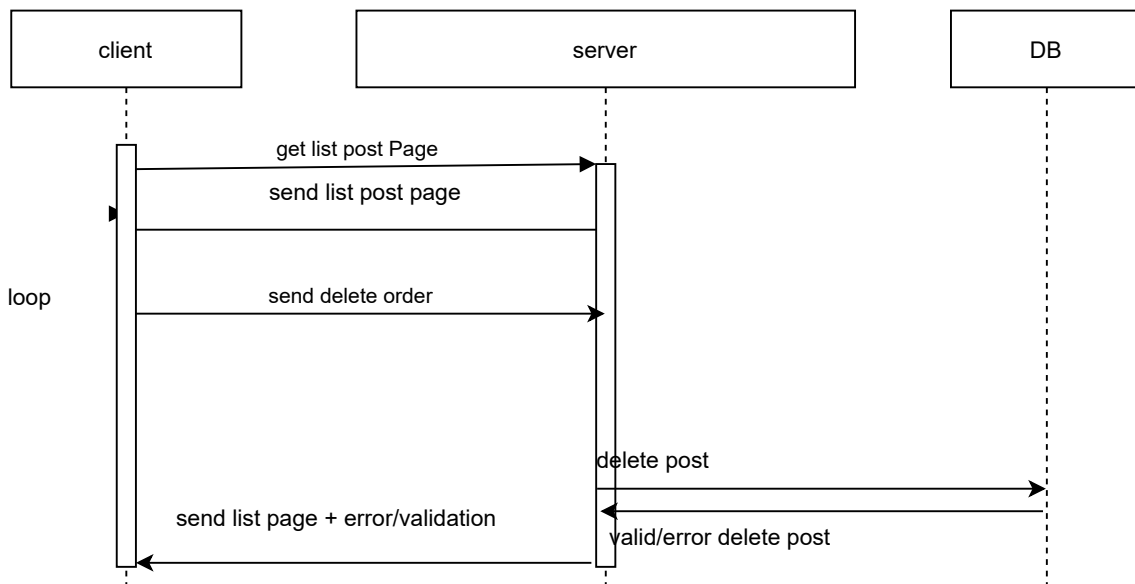 client
server
DB
get list post Page
send list post page
loop
send delete order
delete post
send list page + error/validation
valid/error delete post